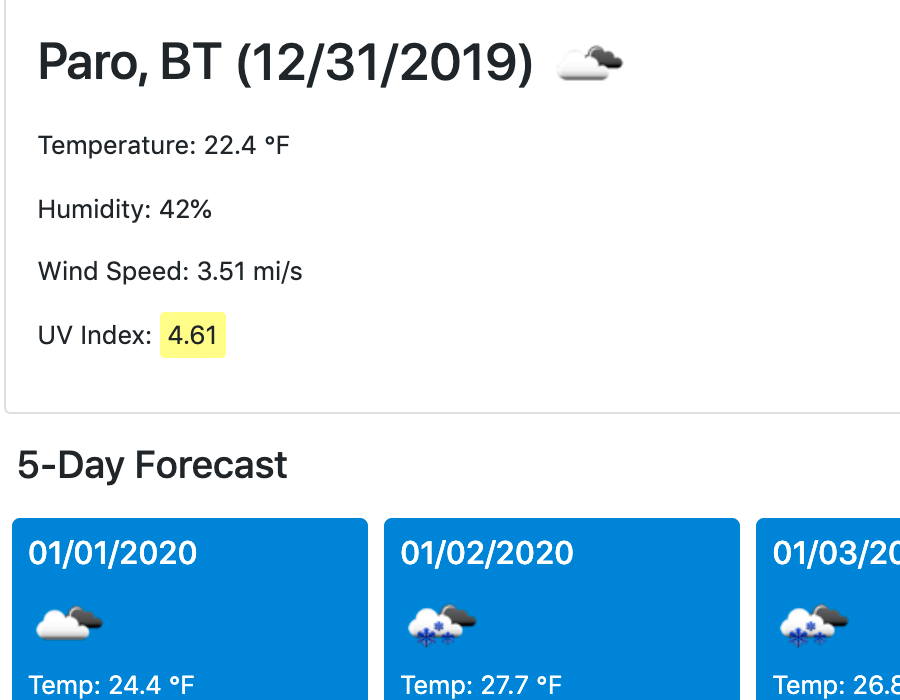 Paro, BT (12/31/2019)
Temperature: 22.4 °F
Humidity: 42%
Wind Speed: 3.51 mi/s
UV Index: 4.61
5-Day Forecast
01/01/2020
01/02/2020
01/03/20
Temp: 24.4 °F
Temp: 27.7 °F
Temp: 26.8